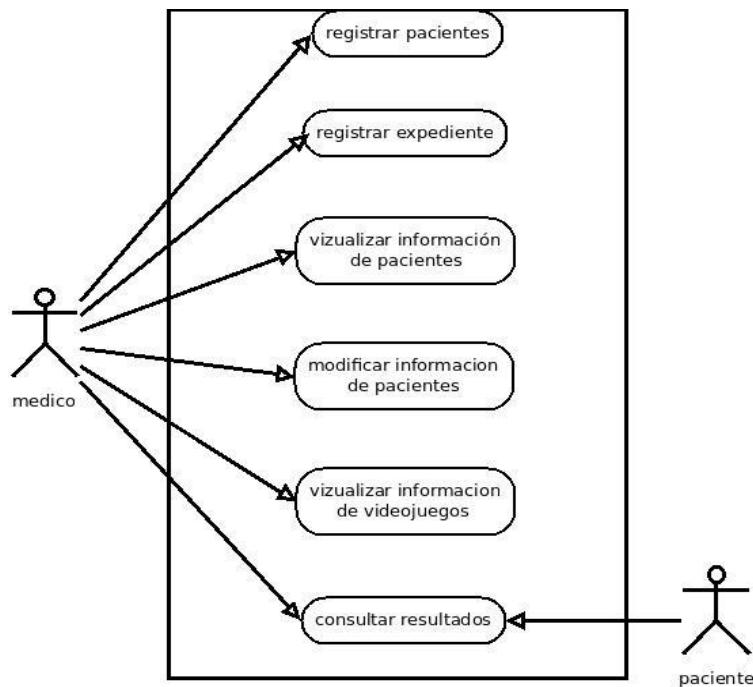 registrar pacientes
registrar expediente
vizualizar información
de pacientes
modificar informacion
de pacientes
medico
vizualizar informacion
de videojuegos
consultar resultados
paciente